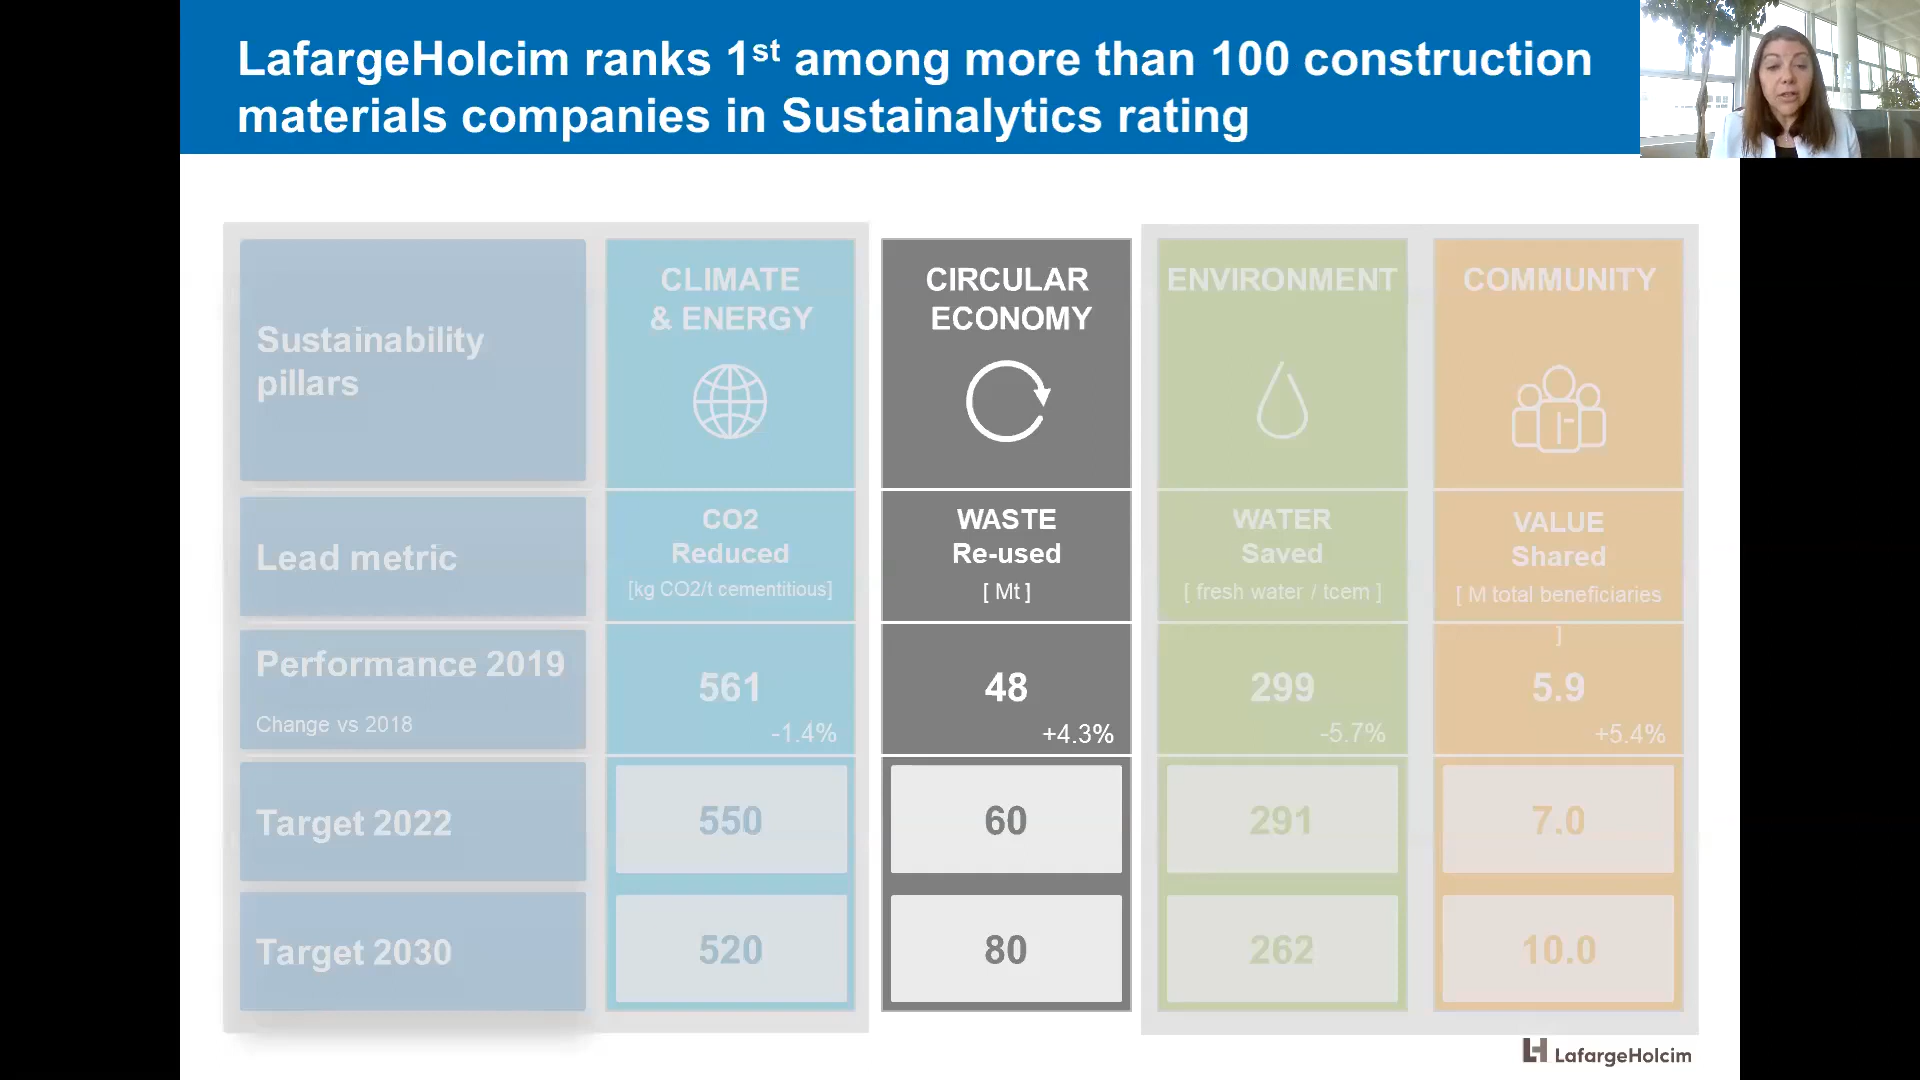 LafargeHolcim ranks 1st among more than 100 construction
materials companies in Sustainalytics rating
Sustainability
pillars
CLIMATE
& ENERGY
CIRCULAR
ECONOMY
ENVIRONMENT
COMMUNITY
Lead metric
CO2
Reduced
[kg CO2/t cementitious]
WASTE
Re-used
[ Mt ]
WATER
Saved
[ fresh water / tcem ]
VALUE
Shared
[ M total beneficiaries
]
Performance 2019
Change vs 2018
561
-1.4%
48
+4.3%
299
-5.7%
5.9
+5.4%
Target 2022
550
60
291
7.0
Target 2030
520
80
262
10.0
LafargeHolcim